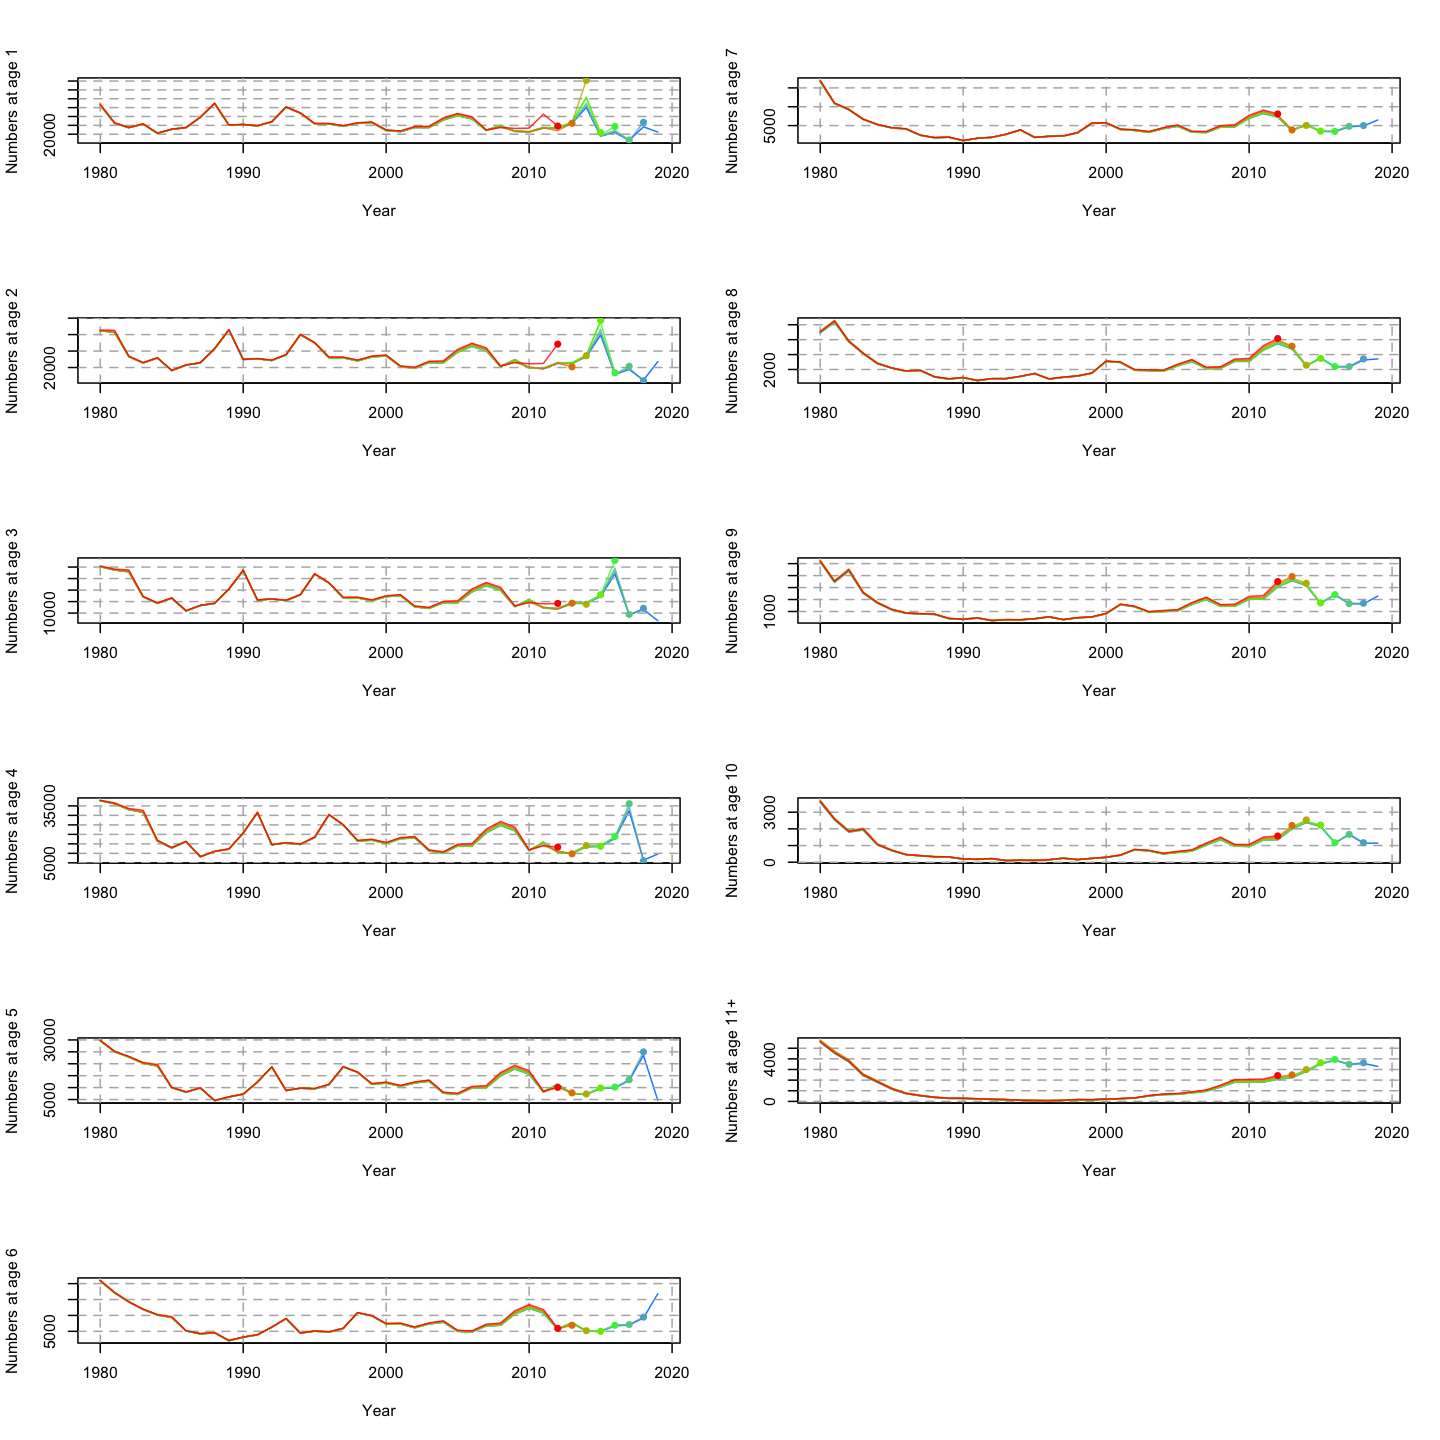 Numbers at age 1
20000
1980 1990 2000 2010 2020
Year
Numbers at age 2
20000
1980 1990 2000 2010 2020
Year
Numbers at age 3
10000
1980 1990 2000 2010 2020
Year
Numbers at age 4
5000 35000
1980 1990 2000 2010 2020
Year
Numbers at age 5
5000 30000
1980 1990 2000 2010 2020
Year
Numbers at age 6
5000
1980 1990 2000 2010 2020
Year
Numbers at age 7
5000
1980 1990 2000 2010 2020
Year
Numbers at age 8
2000
1980 1990 2000 2010 2020
Year
Numbers at age 9
1000
1980 1990 2000 2010 2020
Year
Numbers at age 10
0 3000
1980 1990 2000 2010 2020
Year
Numbers at age 11+
0 4000
1980 1990 2000 2010 2020
Year